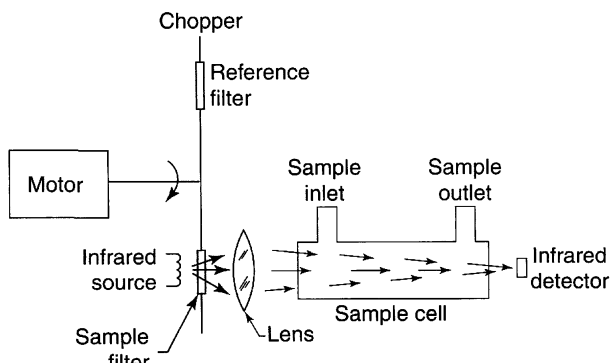 Chopper
Reference
filter
Motor
Sample
inlet
Sample
outlet
Infrared
source
Infrared
detector
Sample cell
Lens
Sample
filter